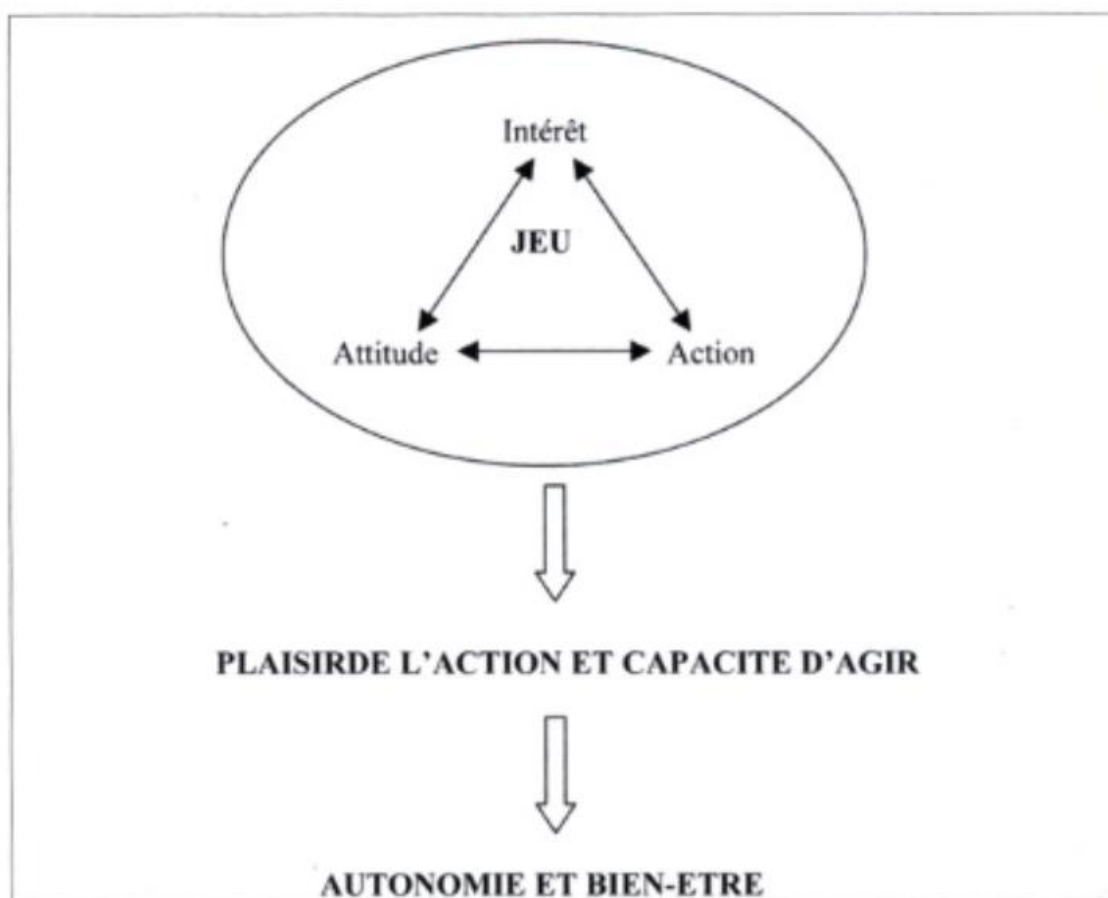 Intérêt
JEU
Attitude Action
PLAISIRDE L'ACTION ET CAPACITE D'AGIR
AUTONOMIE ET BIEN-ETRE